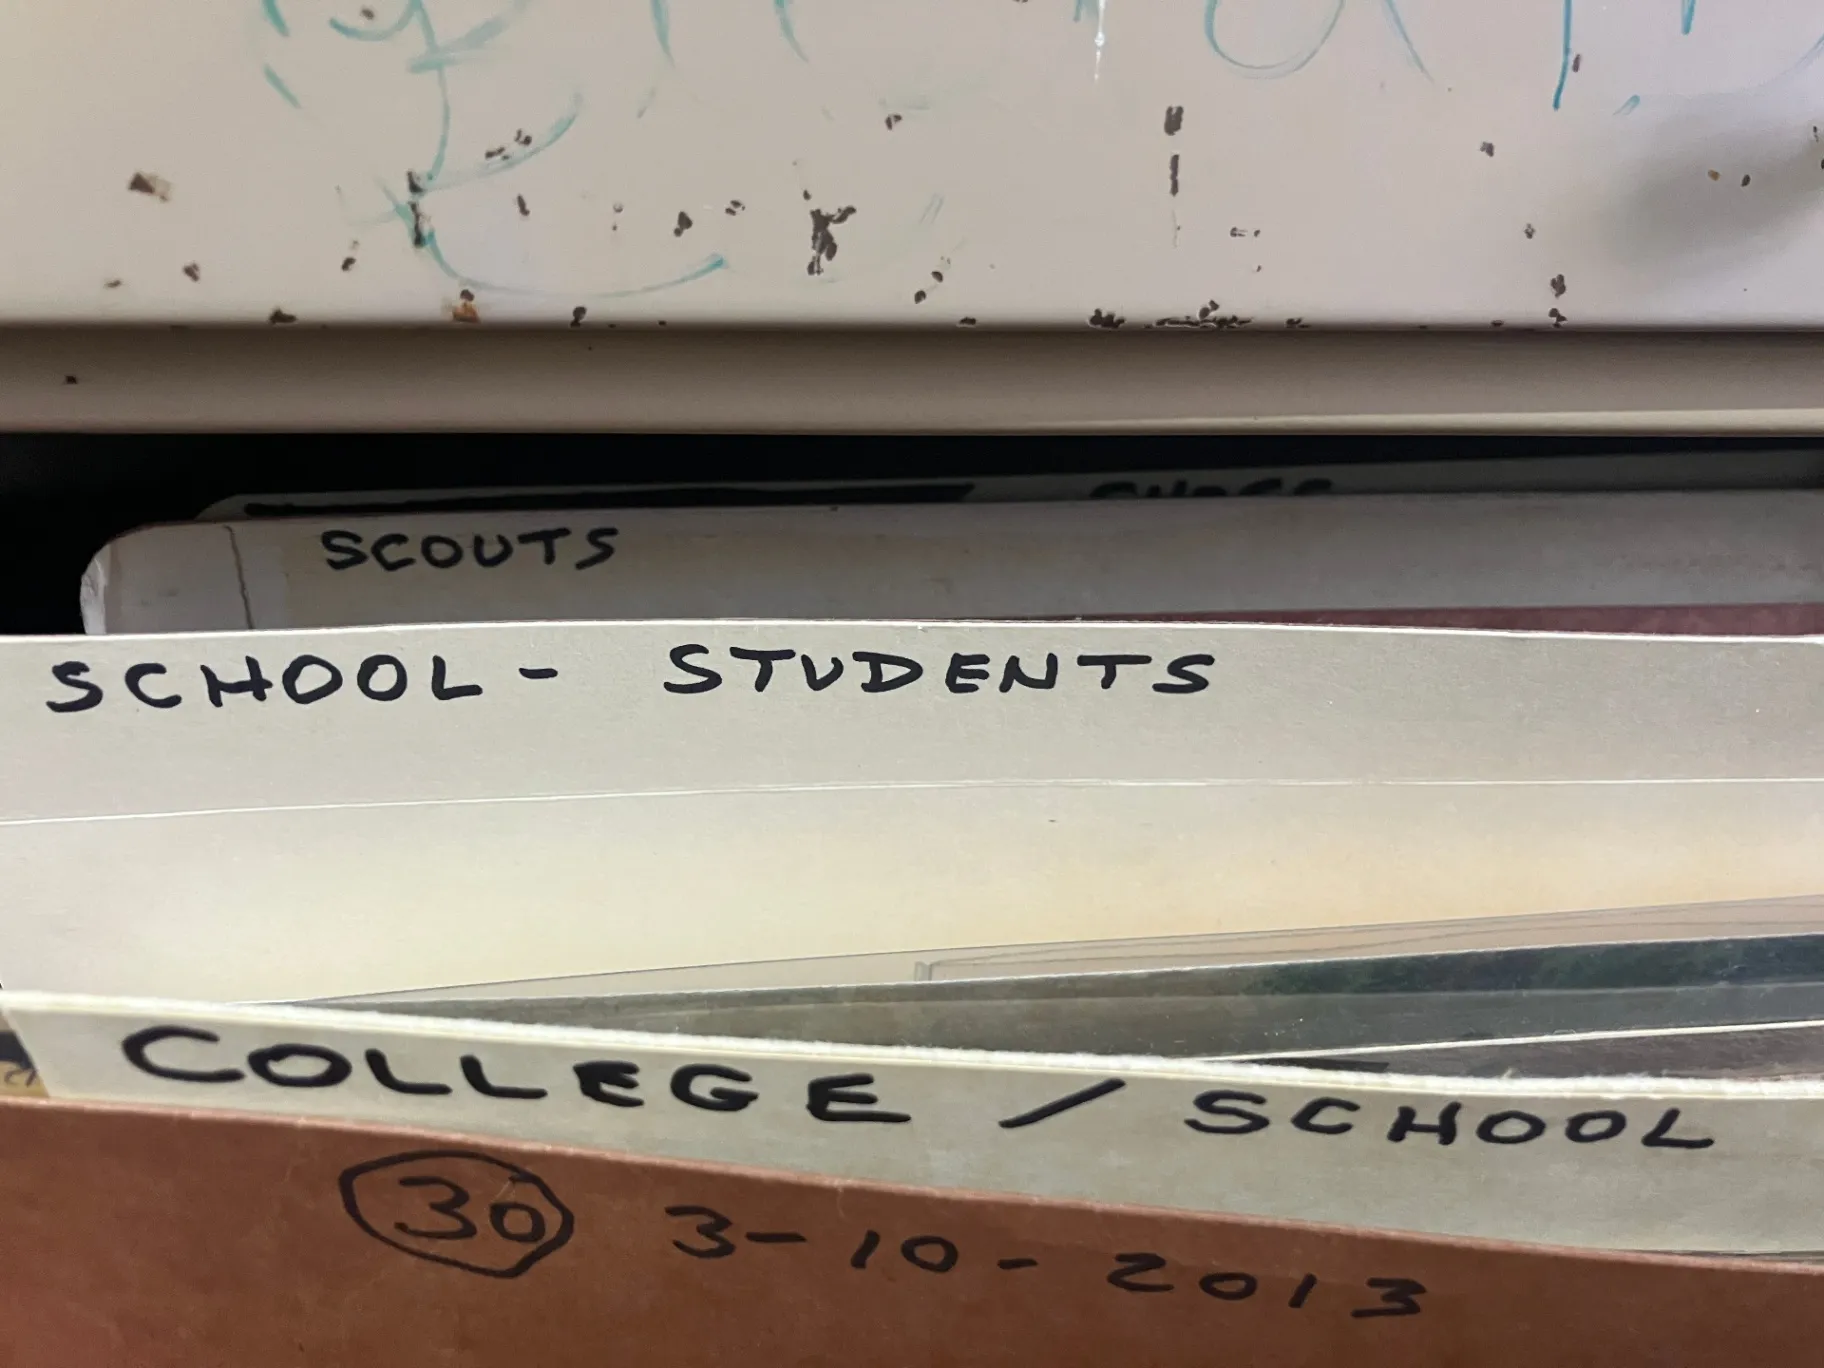 SCOUTS
SCHOOL - STUDENTS
COLLEGE / SCHOOL
30 3-10-2013